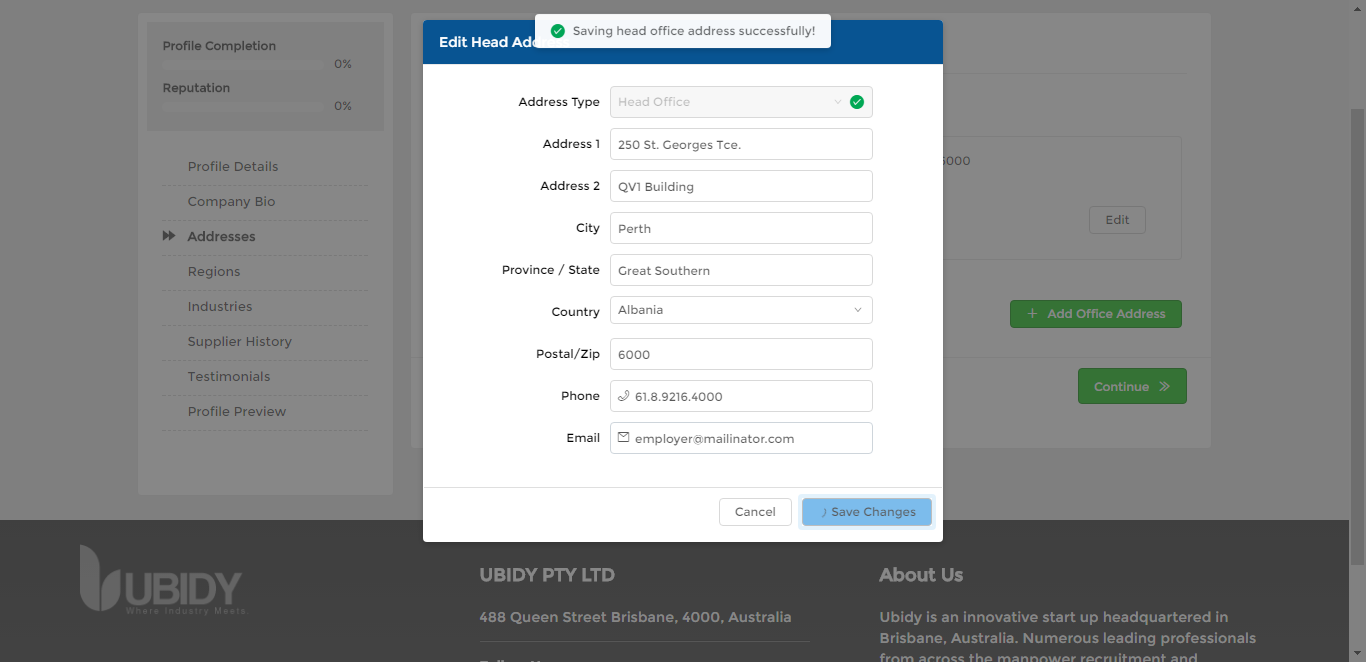 Profile Completion
0%
Reputation
0%
Profile Details
Company Bio
Addresses
Regions
Industries
Supplier History
Testimonials
Profile Preview
Edit Head Add
Saving head office address successfully!
Address Type Head Office
Address 1 250 St. Georges Tce.
Address 2 QV1 Building
City Perth
Province / State Great Southern
Country Albania
Postal/Zip 6000
Phone 61.8.9216.4000
Email employer@mailinator.com
Cancel Save Changes
6000
Edit
+ Add Office Address
Continue
UBIDY
Where Industry Meets
UBIDY PTY LTD
488 Queen Street Brisbane, 4000, Australia
About Us
Ubidy is an innovative start up headquartered in
Brisbane, Australia. Numerous leading professionals
from across the manpower recruitment and